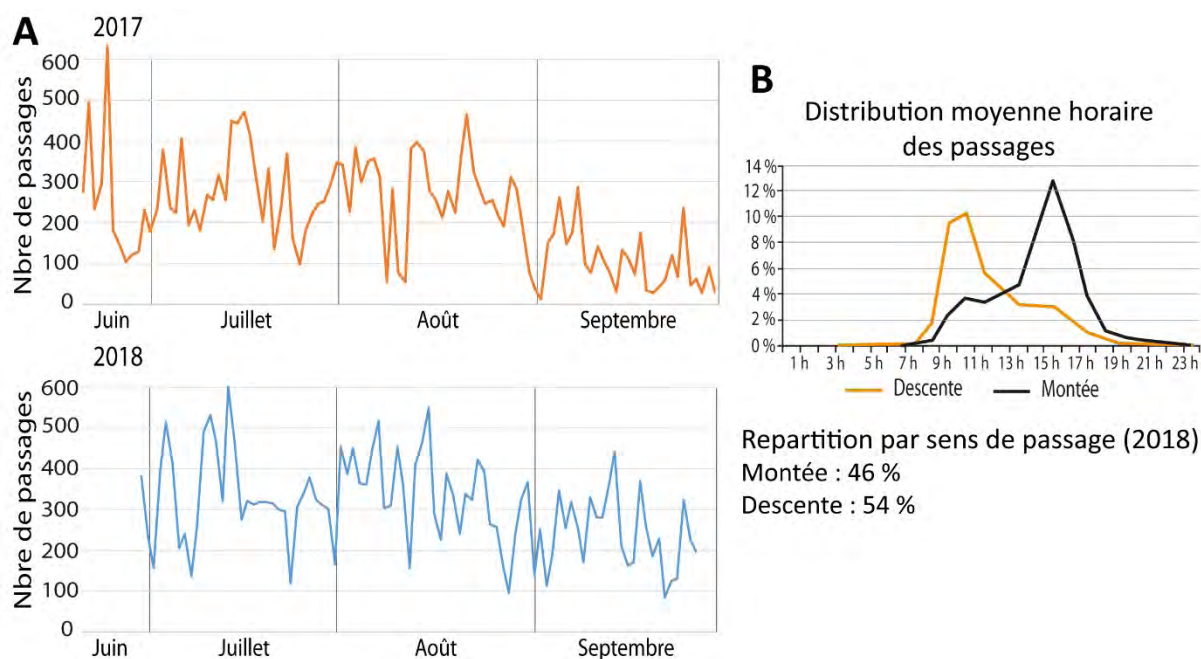 A
2017
Nbre de passages
600
500
400
300
200
100
0
Juin Juillet Août Septembre
2018
Nbre de passages
600
500
400
300
200
100
0
Juin Juillet Août Septembre
B
Distribution moyenne horaire
des passages
14 %
12 %
10 %
8 %
6 %
4 %
2 %
0 %
1 h 3 h 5 h 7 h 9 h 11 h 13 h 15 h 17 h 19 h 21 h 23 h
Descente Montée
Repartition par sens de passage (2018)
Montée : 46 %
Descente : 54 %